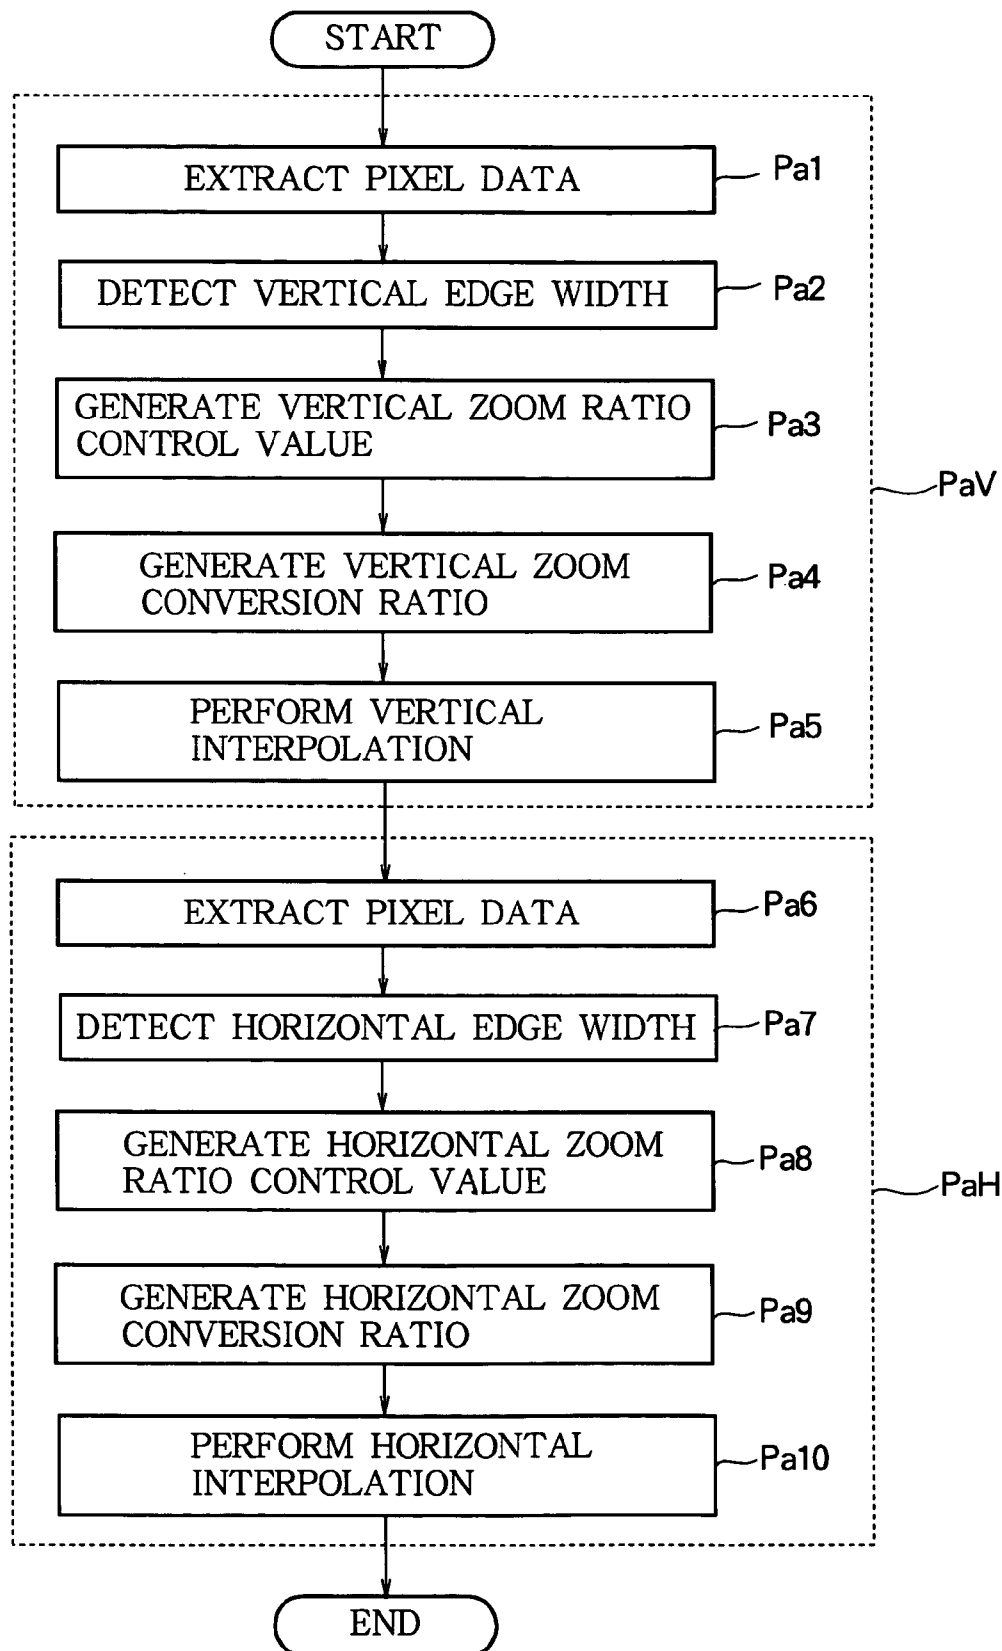 START
EXTRACT PIXEL DATA
Pa1
DETECT VERTICAL EDGE WIDTH
Pa2
GENERATE VERTICAL ZOOM RATIO
CONTROL VALUE
Pa3
PaV
GENERATE VERTICAL ZOOM
CONVERSION RATIO
Pa4
PERFORM VERTICAL
INTERPOLATION
Pa5
EXTRACT PIXEL DATA
Pa6
DETECT HORIZONTAL EDGE WIDTH
Pa7
GENERATE HORIZONTAL ZOOM
RATIO CONTROL VALUE
Pa8
PaH
GENERATE HORIZONTAL ZOOM
CONVERSION RATIO
Pa9
PERFORM HORIZONTAL
INTERPOLATION
Pa10
END